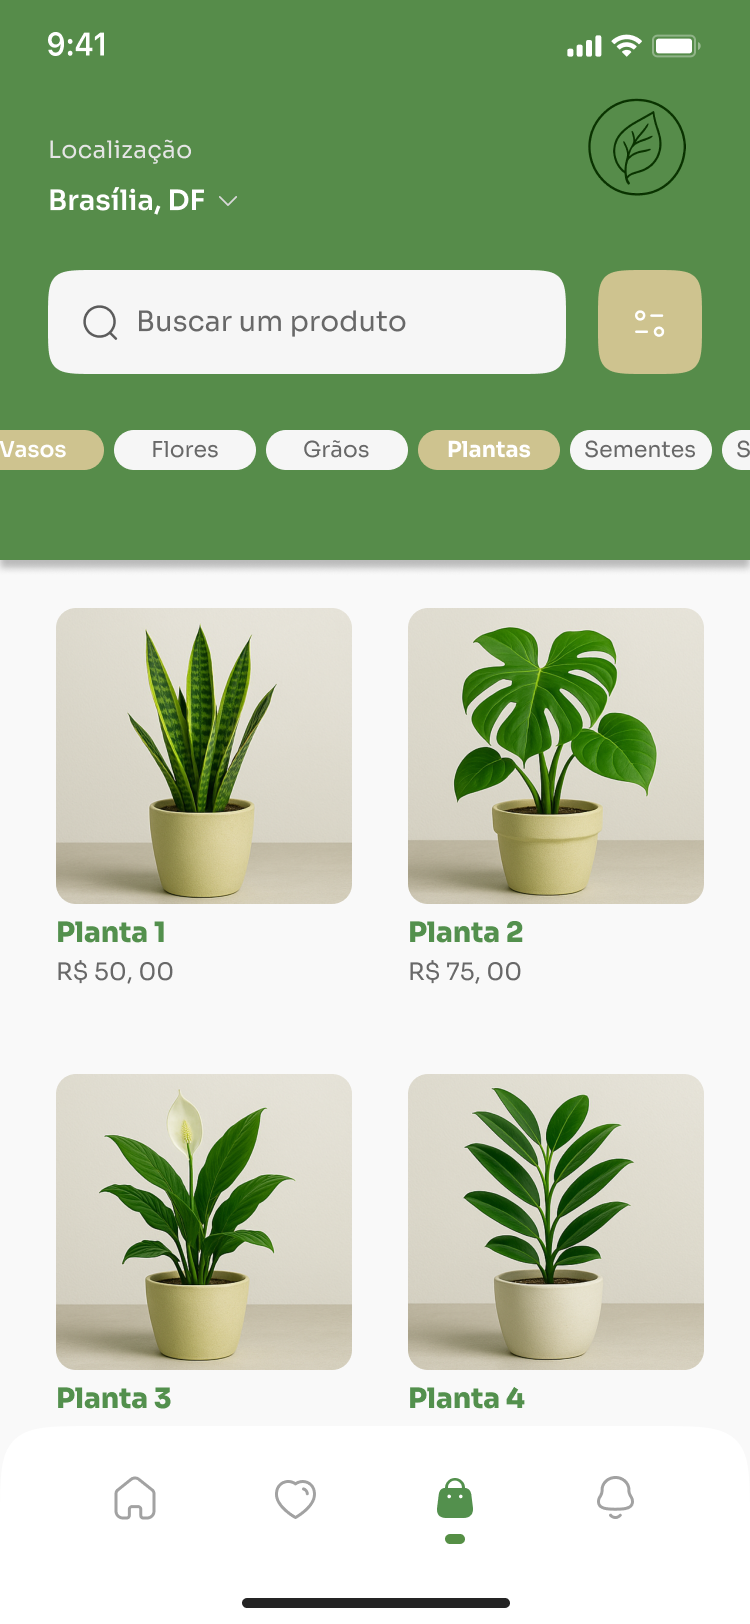 9:41
Localização
Brasília, DF
Buscar um produto
Vasos Flores Grãos Plantas Sementes S
Planta 1 Planta 2
R$ 50, 00 R$ 75, 00
Planta 3 Planta 4